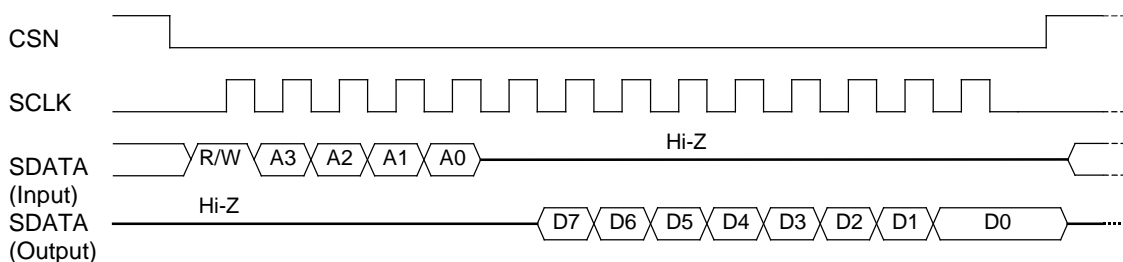 CSN
SCLK
Hi-Z
R/W A3 A2 A1 A0
SDATA
(Input)
Hi-Z
SDATA
(Output)
D7 D6 D5 D4 D3 D2 D1 D0